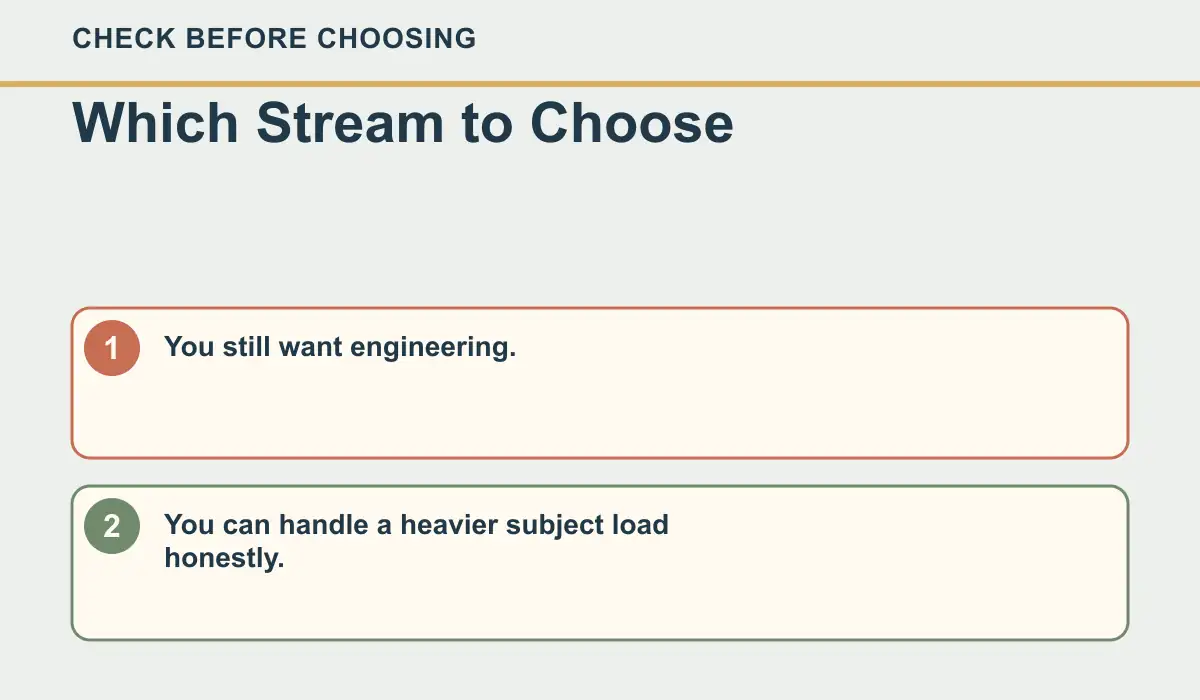 CHECK BEFORE CHOOSING
Which Stream to Choose
1
You still want engineering.
2
You can handle a heavier subject load
honestly.